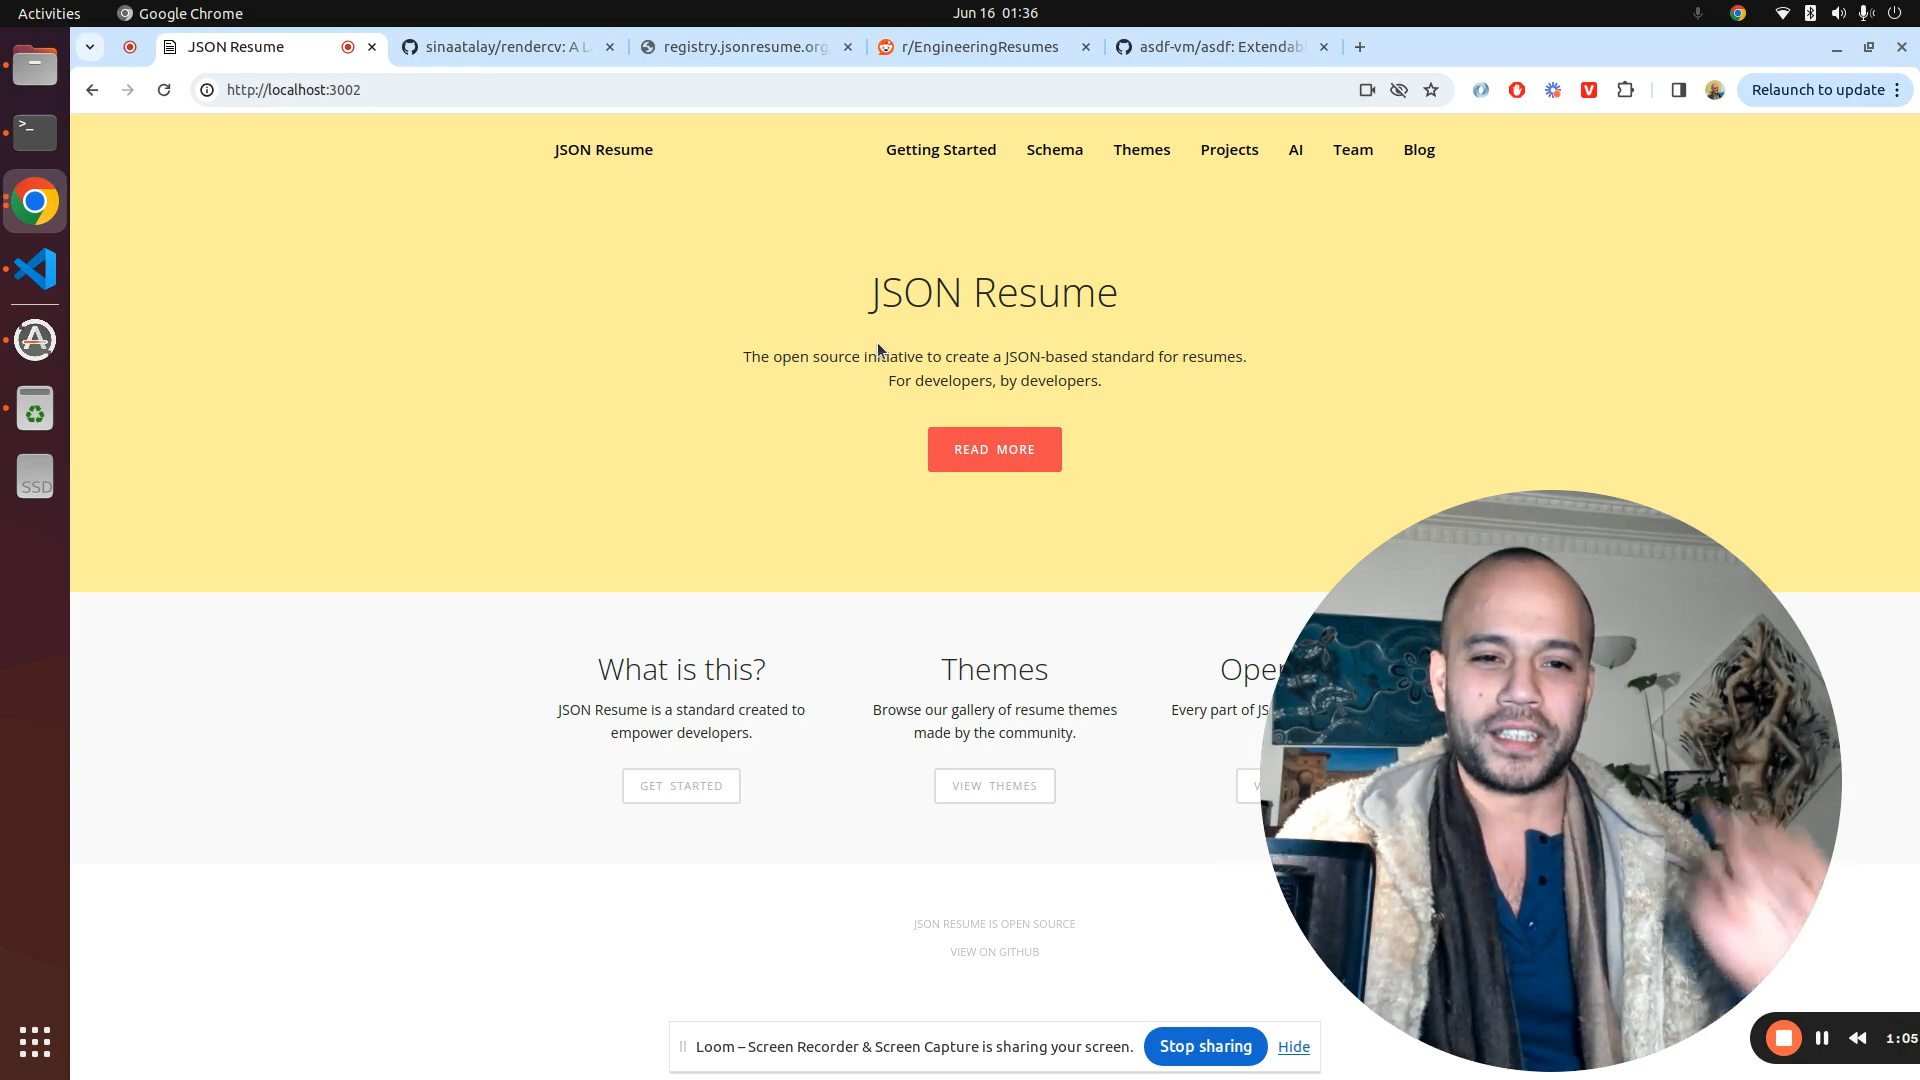 Activities
Google Chrome
Jun 16 01:36
JSON Resume
sinaatalay/rendercv: A L
registry.jsonresume.org
r/EngineeringResumes
asdf-vm/asdf: Extendab
http://localhost:3002
Relaunch to update
JSON Resume
Getting Started
Schema
Themes
Projects
AI
Team
Blog
JSON Resume
The open source initiative to create a JSON-based standard for resumes.
For developers, by developers.
READ MORE
What is this?
JSON Resume is a standard created to
empower developers.
GET STARTED
Themes
Browse our gallery of resume themes
made by the community.
VIEW THEMES
Ope
Every part of JS
V
JSON RESUME IS OPEN SOURCE
VIEW ON GITHUB
SSD
Loom – Screen Recorder & Screen Capture is sharing your screen.
Stop sharing
Hide
1:05